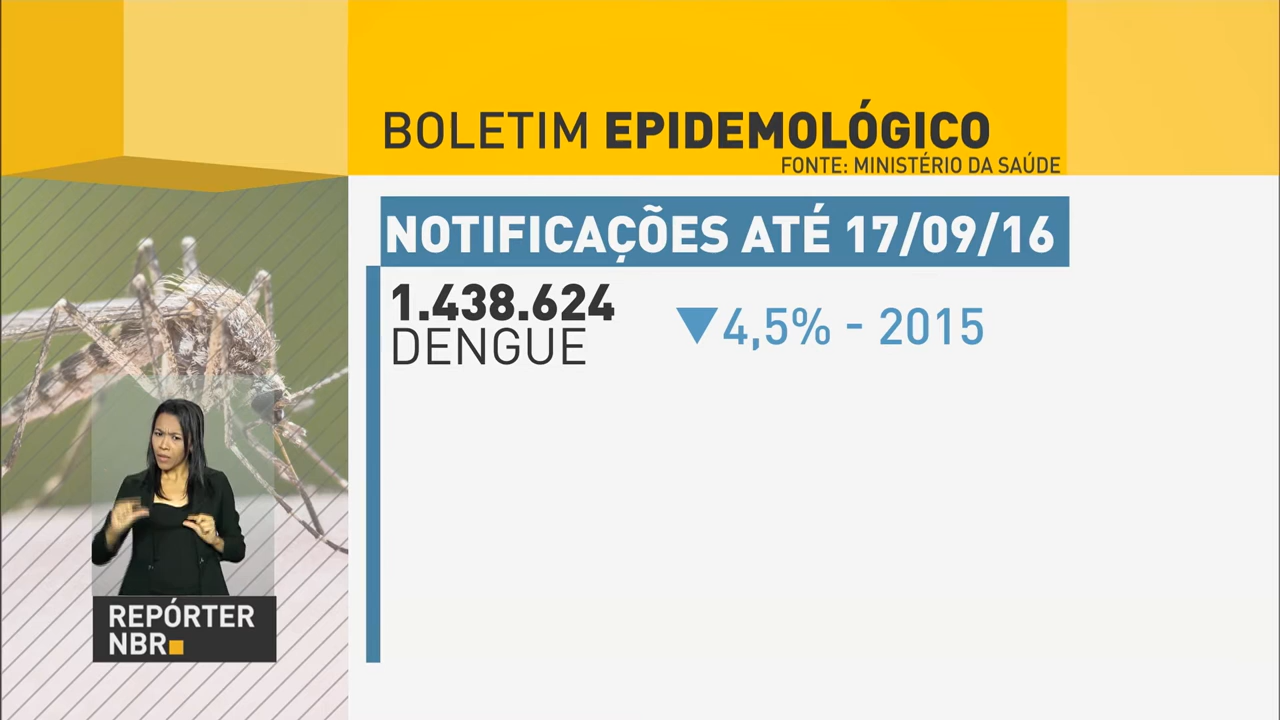 BOLETIM EPIDEMOLÓGICO
FONTE: MINISTÉRIO DA SAÚDE
NOTIFICAÇÕES ATÉ 17/09/16
1.438.624
DENGUE
▼4,5% - 2015
REPÓRTER
NBR